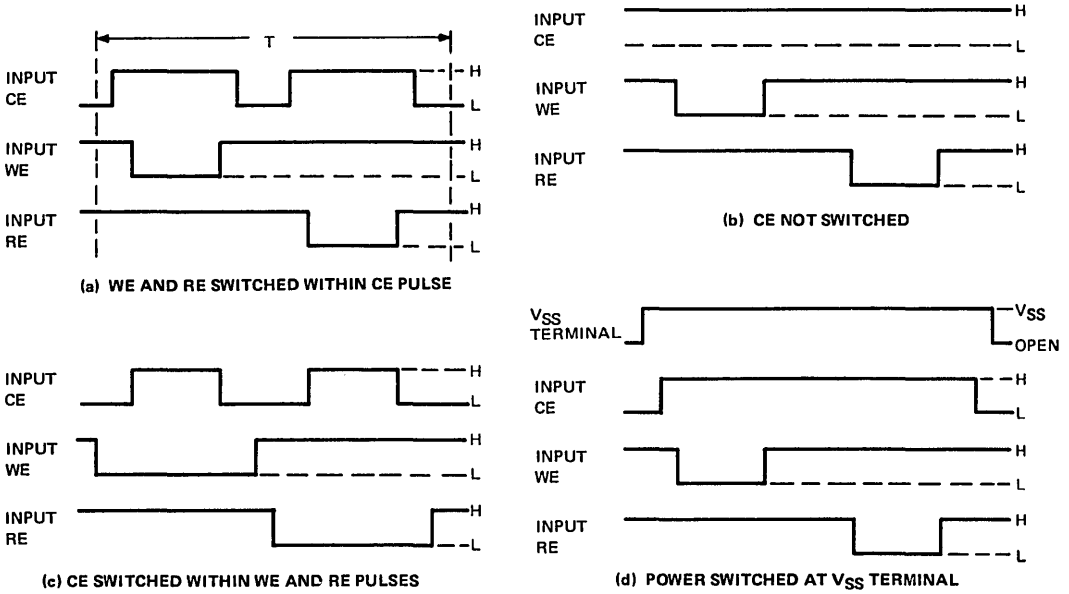 T
INPUT
CE
H
L
INPUT
WE
H
L
INPUT
RE
H
L
(a) WE AND RE SWITCHED WITHIN CE PULSE
INPUT
CE
H
L
INPUT
WE
H
L
INPUT
RE
H
L
(b) CE NOT SWITCHED
INPUT
CE
H
L
INPUT
WE
H
L
INPUT
RE
H
L
(c) CE SWITCHED WITHIN WE AND RE PULSES
VSS
TERMINAL
VSS
OPEN
INPUT
CE
H
L
INPUT
WE
H
L
INPUT
RE
H
L
(d) POWER SWITCHED AT VSS TERMINAL